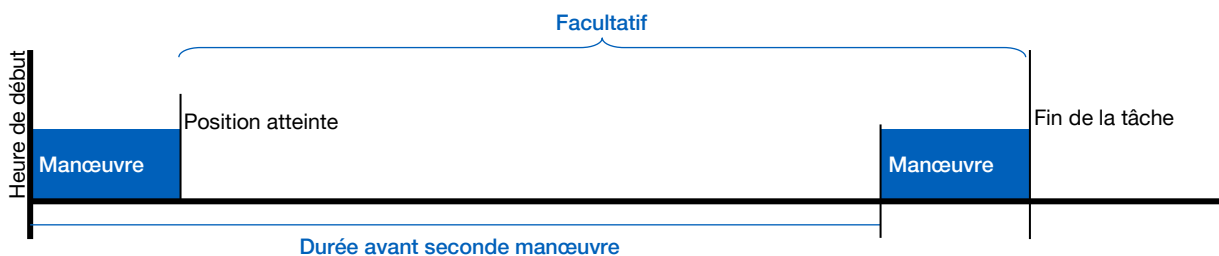 Facultatif
Heure de début
Position atteinte
Fin de la tâche
Manœuvre
Manœuvre
Durée avant seconde manœuvre